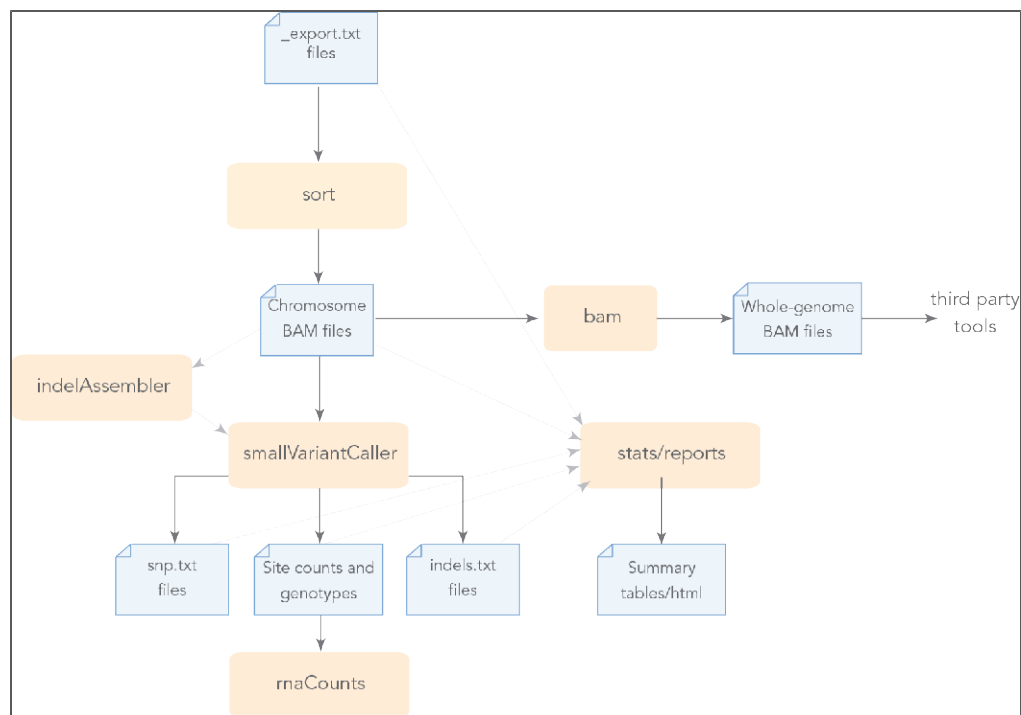 _export.txt
files
sort
Chromosome
BAM files
bam
Whole-genome
BAM files
third party
tools
indelAssembler
smallVariantCaller
stats/reports
snp.txt
files
Site counts and
genotypes
indels.txt
files
Summary
tables/html
rnaCounts